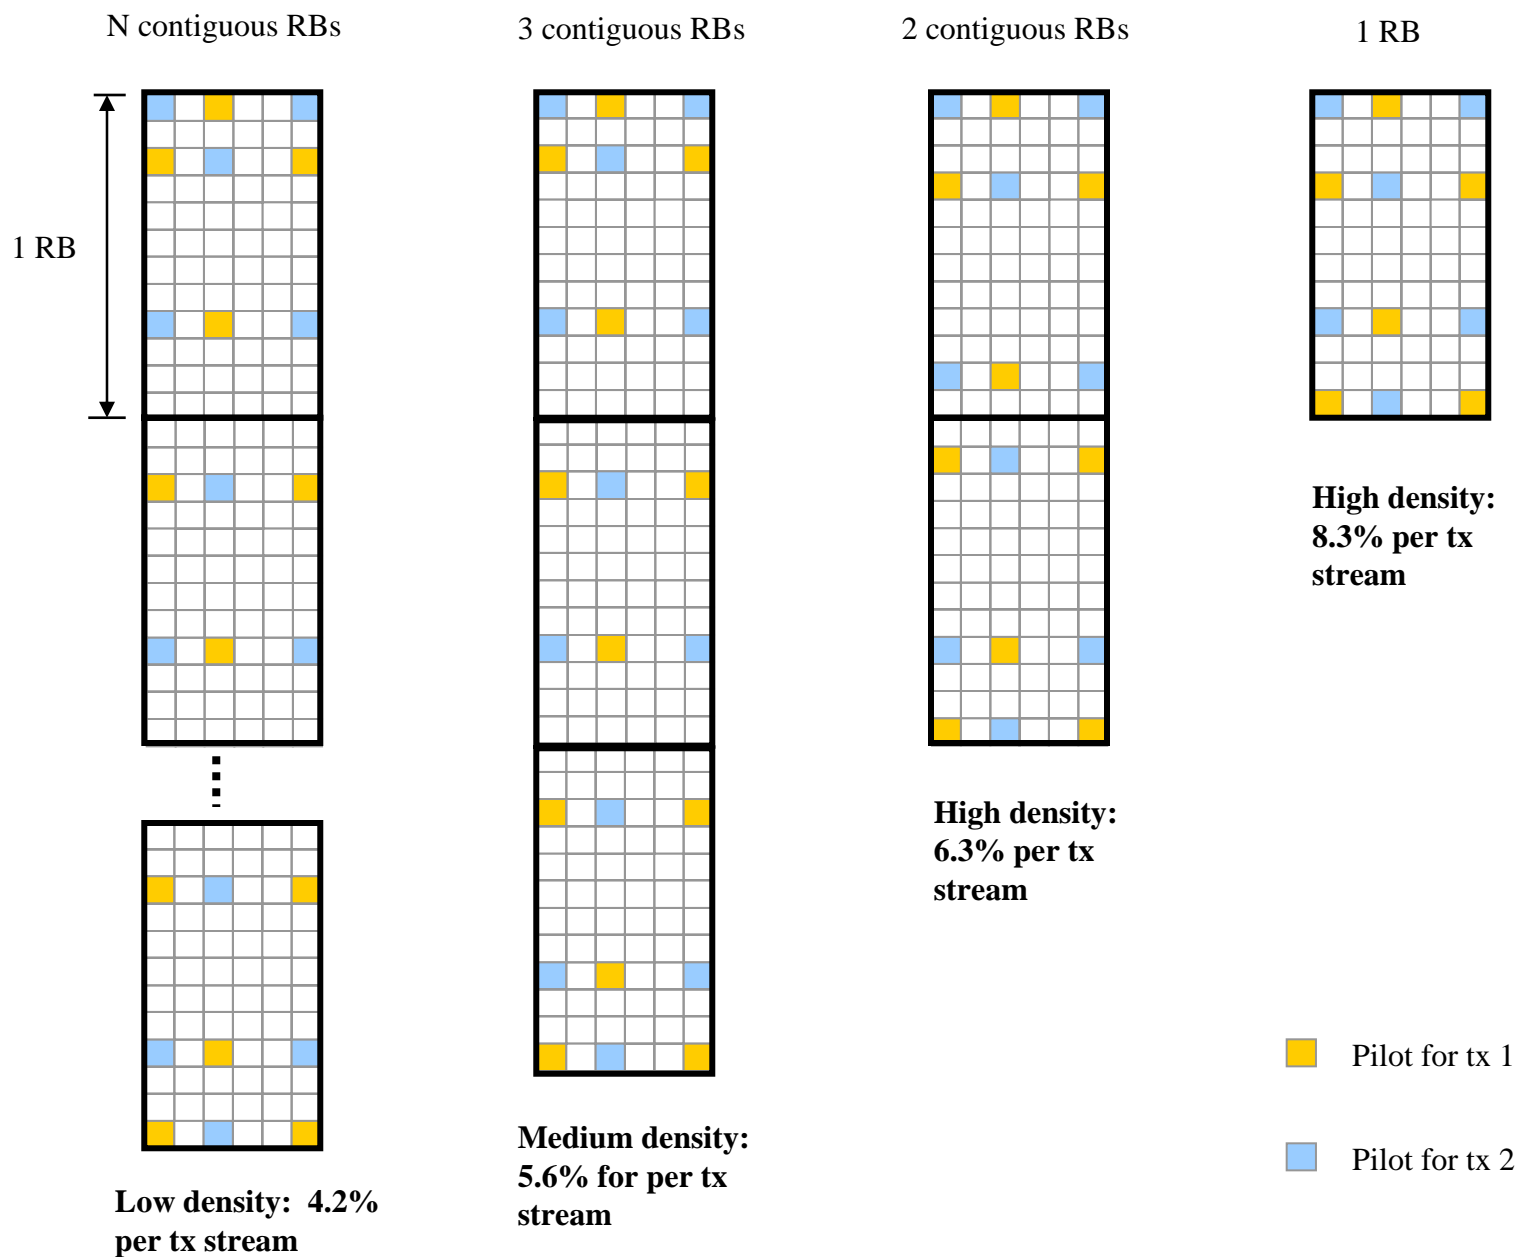 N contiguous RBs
3 contiguous RBs
2 contiguous RBs
1 RB
1 RB
High density:
8.3% per tx
stream
High density:
6.3% per tx
stream
Medium density:
5.6% for per tx
stream
Low density:  4.2%
per tx stream
Pilot for tx 1
Pilot for tx 2